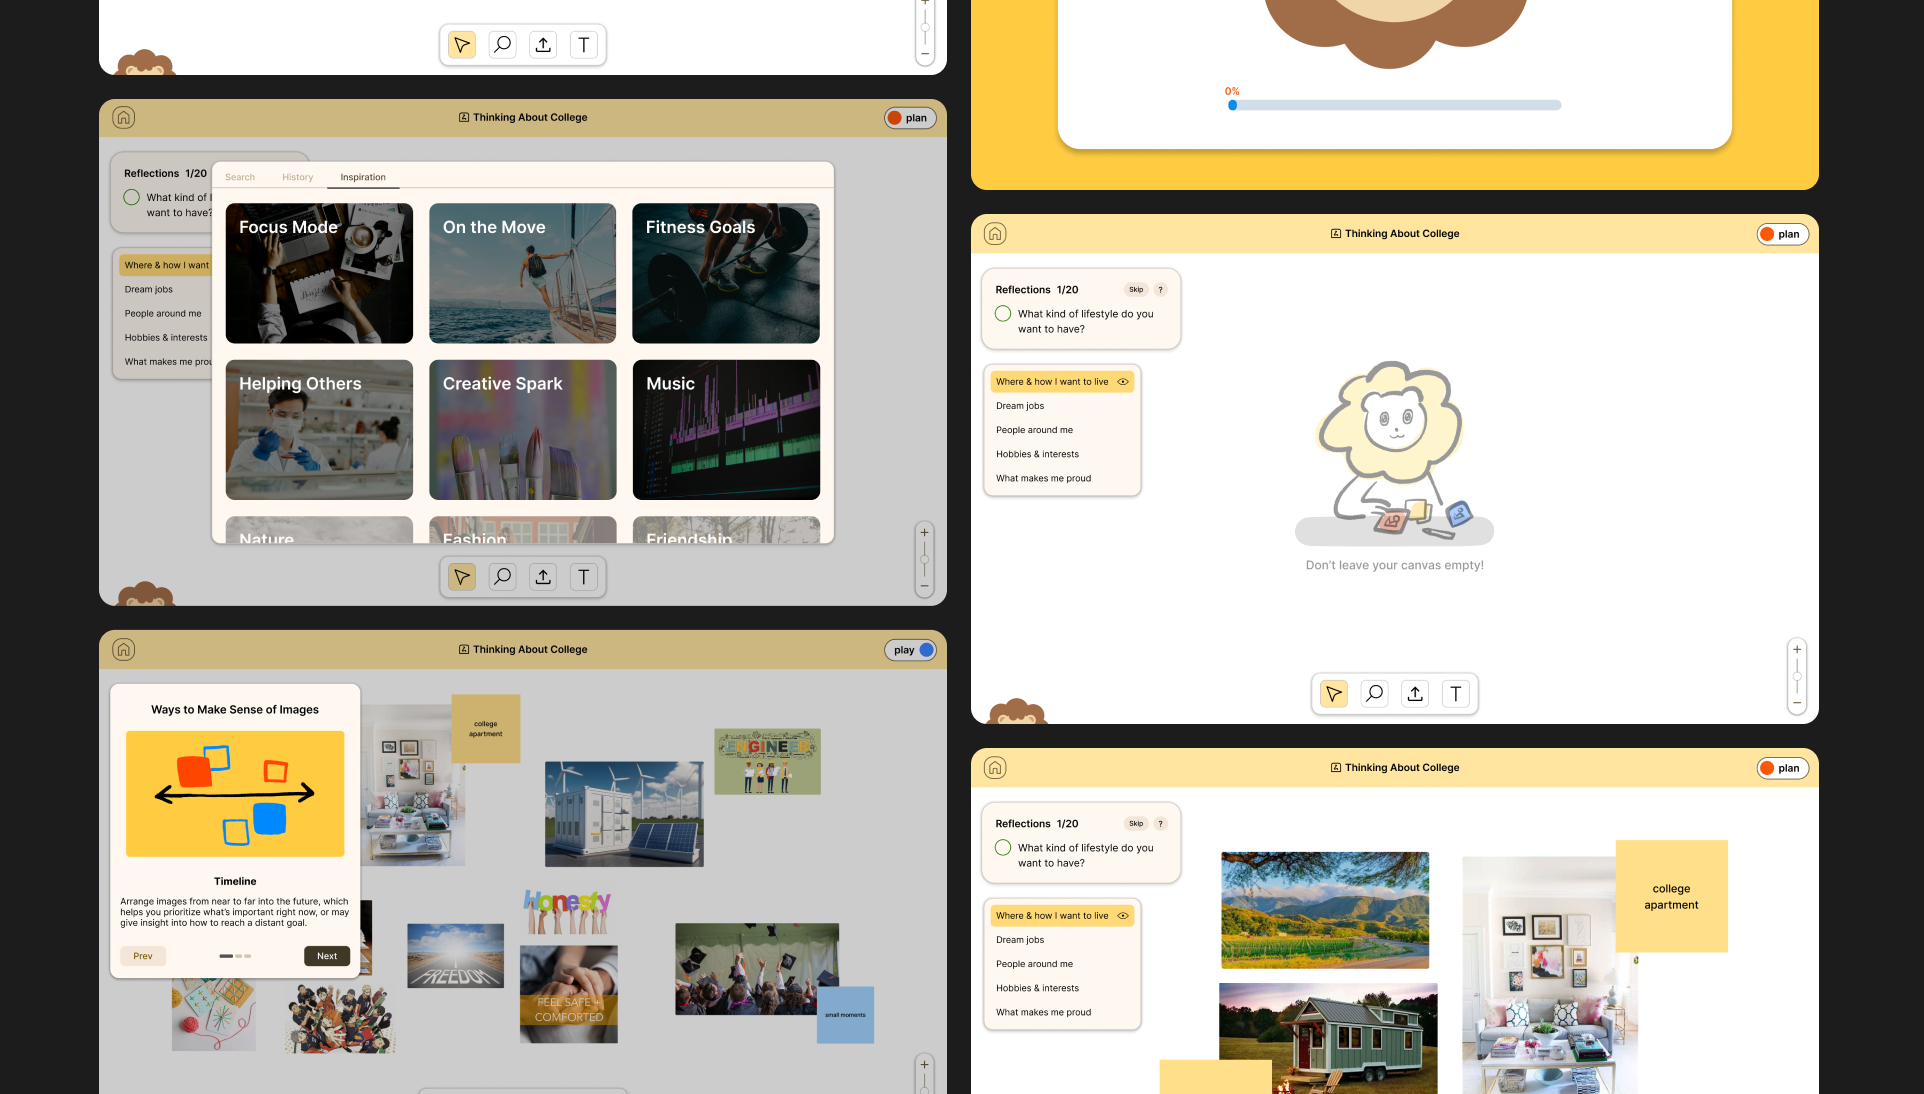 T
Thinking About College
plan
Reflections 1/20
What kind of l
want to have?
Where & how I want
Dream jobs
People around me
Hobbies & interests
What makes me prou
Search
History
Inspiration
Focus Mode
On the Move
Fitness Goals
Helping Others
Creative Spark
Music
Nature
Fashion
Friendship
T
Thinking About College
play
Ways to Make Sense of Images
Timeline
Arrange images from near to far into the future, which
helps you prioritize what's important right now, or may
give insight into how to reach a distant goal.
Prev
Next
college
apartment
ENGINEER
Honesty
FREEDOM
FEEL SAFE +
COMFORTED
small moments
0%
Thinking About College
plan
Reflections 1/20
Skip
?
What kind of lifestyle do you
want to have?
Where & how I want to live
Dream jobs
People around me
Hobbies & interests
What makes me proud
Don't leave your canvas empty!
T
Thinking About College
plan
Reflections 1/20
Skip
?
What kind of lifestyle do you
want to have?
Where & how I want to live
Dream jobs
People around me
Hobbies & interests
What makes me proud
college
apartment